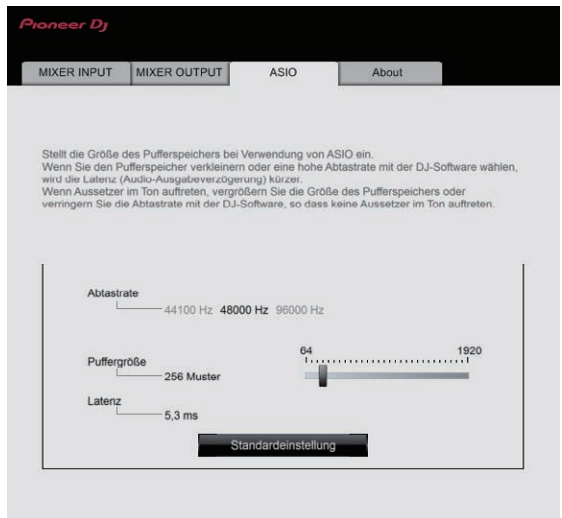 Pioneer Dj
MIXER INPUT MIXER OUTPUT ASIO About
Stellt die Größe des Pufferspeichers bei Verwendung von ASIO ein.
Wenn Sie den Pufferspeicher verkleinern oder eine hohe Abtastrate mit der DJ-Software wählen,
wird die Latenz (Audio-Ausgabeverzögerung) kürzer.
Wenn Aussetzer im Ton auftreten, vergrößern Sie die Größe des Pufferspeichers oder
verringern Sie die Abtastrate mit der DJ-Software, so dass keine Aussetzer im Ton auftreten.
Abtastrate
44100 Hz 48000 Hz 96000 Hz
64 1920
Puffergröße
256 Muster
Latenz
5,3 ms
Standardeinstellung